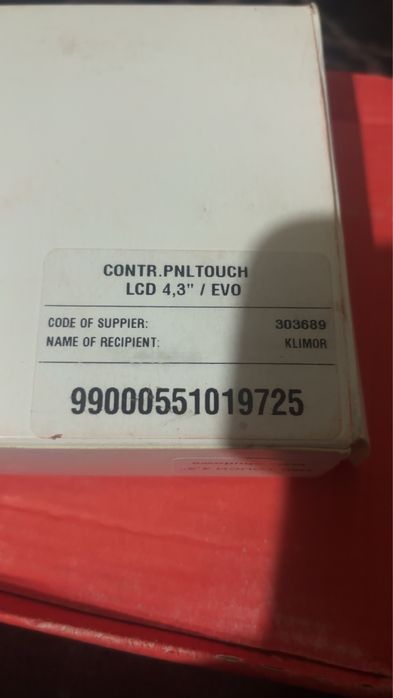 CONTR.PNLTOUCH
LCD 4,3" / EVO
CODE OF SUPPIER: 303689
NAME OF RECIPIENT: KLIMOR
99000551019725